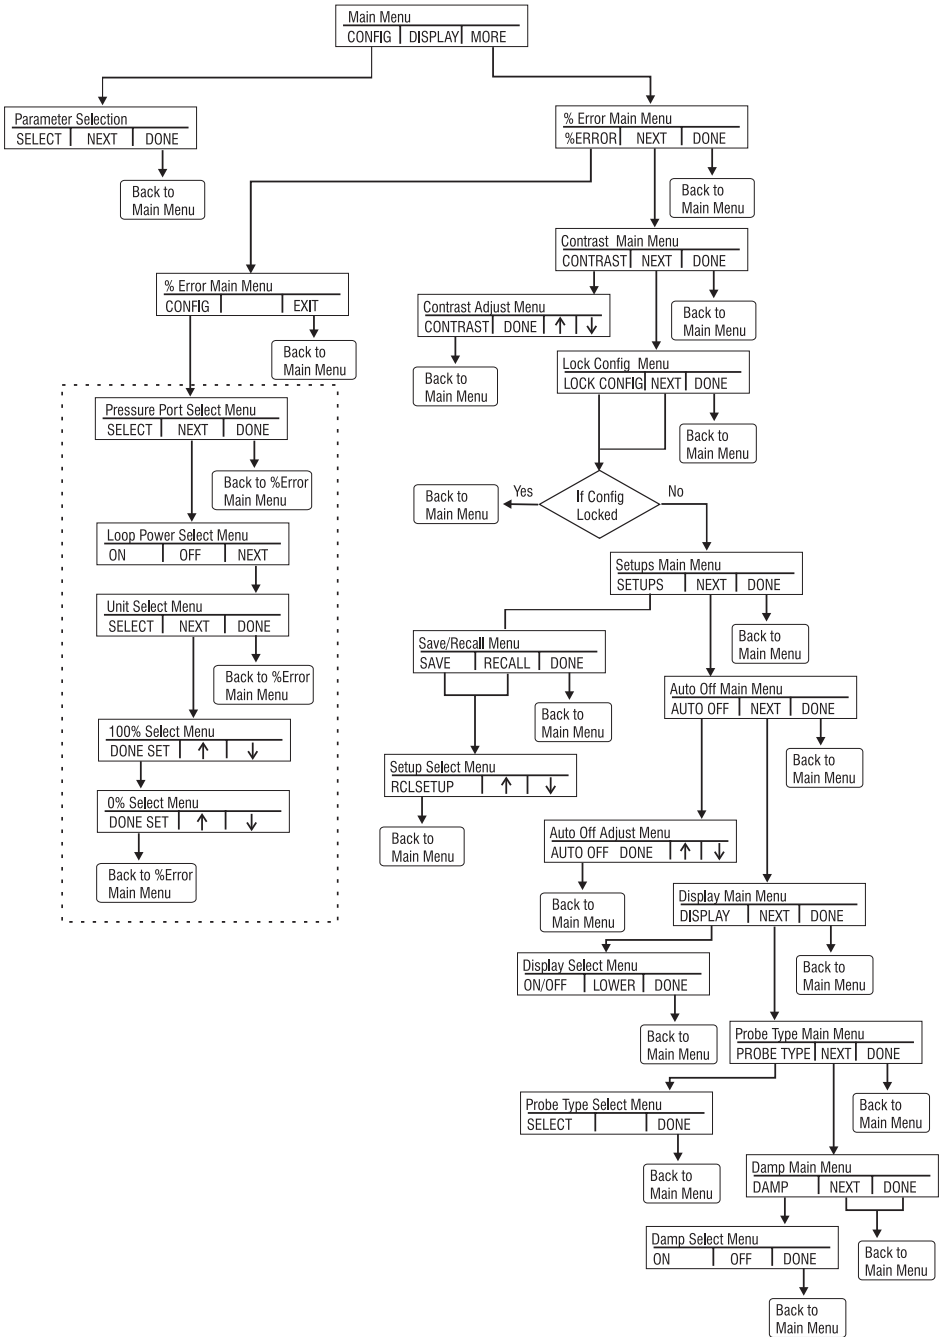 Main Menu
CONFIG DISPLAY MORE
Parameter Selection
SELECT NEXT DONE
Back to
Main Menu
% Error Main Menu
%ERROR NEXT DONE
Back to
Main Menu
Contrast Main Menu
CONTRAST NEXT DONE
Back to
Main Menu
% Error Main Menu
CONFIG EXIT
Back to
Main Menu
Contrast Adjust Menu
CONTRAST DONE ↑ ↓
Back to
Main Menu
Lock Config Menu
LOCK CONFIG NEXT DONE
Back to
Main Menu
Pressure Port Select Menu
SELECT NEXT DONE
Back to %Error
Main Menu
Back to
Main Menu
Yes
If Config
Locked
No
Loop Power Select Menu
ON OFF NEXT
Setups Main Menu
SETUPS NEXT DONE
Back to
Main Menu
Unit Select Menu
SELECT NEXT DONE
Back to %Error
Main Menu
Save/Recall Menu
SAVE RECALL DONE
Back to
Main Menu
Auto Off Main Menu
AUTO OFF NEXT DONE
Back to
Main Menu
100% Select Menu
DONE SET ↑ ↓
Setup Select Menu
RCLSETUP ↑ ↓
Back to
Main Menu
0% Select Menu
DONE SET ↑ ↓
Back to %Error
Main Menu
Auto Off Adjust Menu
AUTO OFF DONE ↑ ↓
Back to
Main Menu
Display Main Menu
DISPLAY NEXT DONE
Back to
Main Menu
Display Select Menu
ON/OFF LOWER DONE
Back to
Main Menu
Probe Type Main Menu
PROBE TYPE NEXT DONE
Back to
Main Menu
Probe Type Select Menu
SELECT DONE
Back to
Main Menu
Damp Main Menu
DAMP NEXT DONE
Back to
Main Menu
Damp Select Menu
ON OFF DONE
Back to
Main Menu